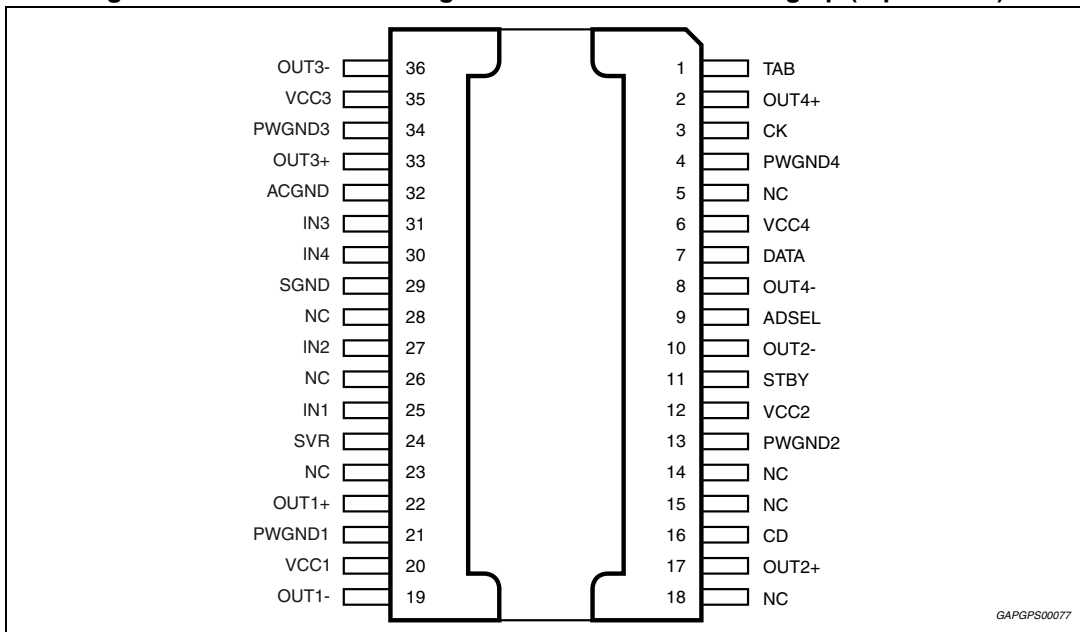 OUT3- 36 1 TAB
VCC3 35 2 OUT4+
PWGND3 34 3 CK
OUT3+ 33 4 PWGND4
ACGND 32 5 NC
IN3 31 6 VCC4
IN4 30 7 DATA
SGND 29 8 OUT4-
NC 28 9 ADSEL
IN2 27 10 OUT2-
NC 26 11 STBY
IN1 25 12 VCC2
SVR 24 13 PWGND2
NC 23 14 NC
OUT1+ 22 15 NC
PWGND1 21 16 CD
VCC1 20 17 OUT2+
OUT1- 19 18 NC
GAPGPS00077